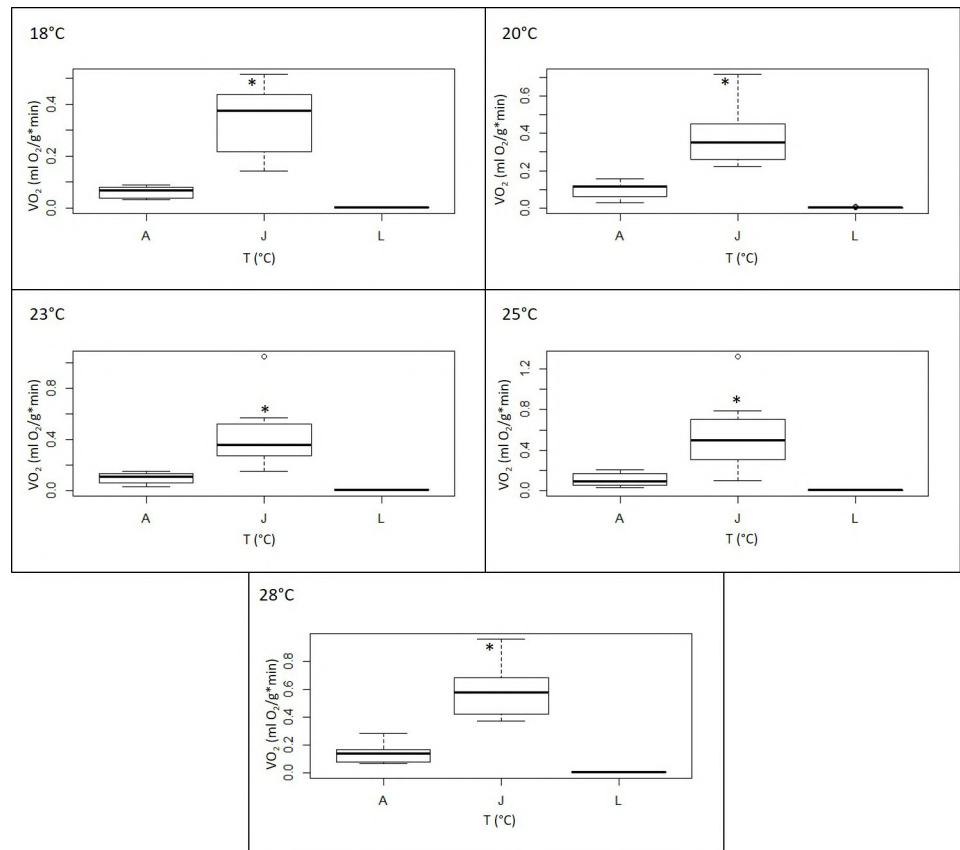 18°C
VO₂ (ml O₂/g*min)
0.4
0.2
0.0
*
A J L
T (°C)
20°C
VO₂ (ml O₂/g*min)
0.6
0.4
0.2
0.0
*
A J L
T (°C)
23°C
VO₂ (ml O₂/g*min)
0.8
0.4
0.0
*
A J L
T (°C)
25°C
VO₂ (ml O₂/g*min)
1.2
0.8
0.4
0.0
*
A J L
T (°C)
28°C
VO₂ (ml O₂/g*min)
0.8
0.6
0.4
0.2
0.0
*
A J L
T (°C)